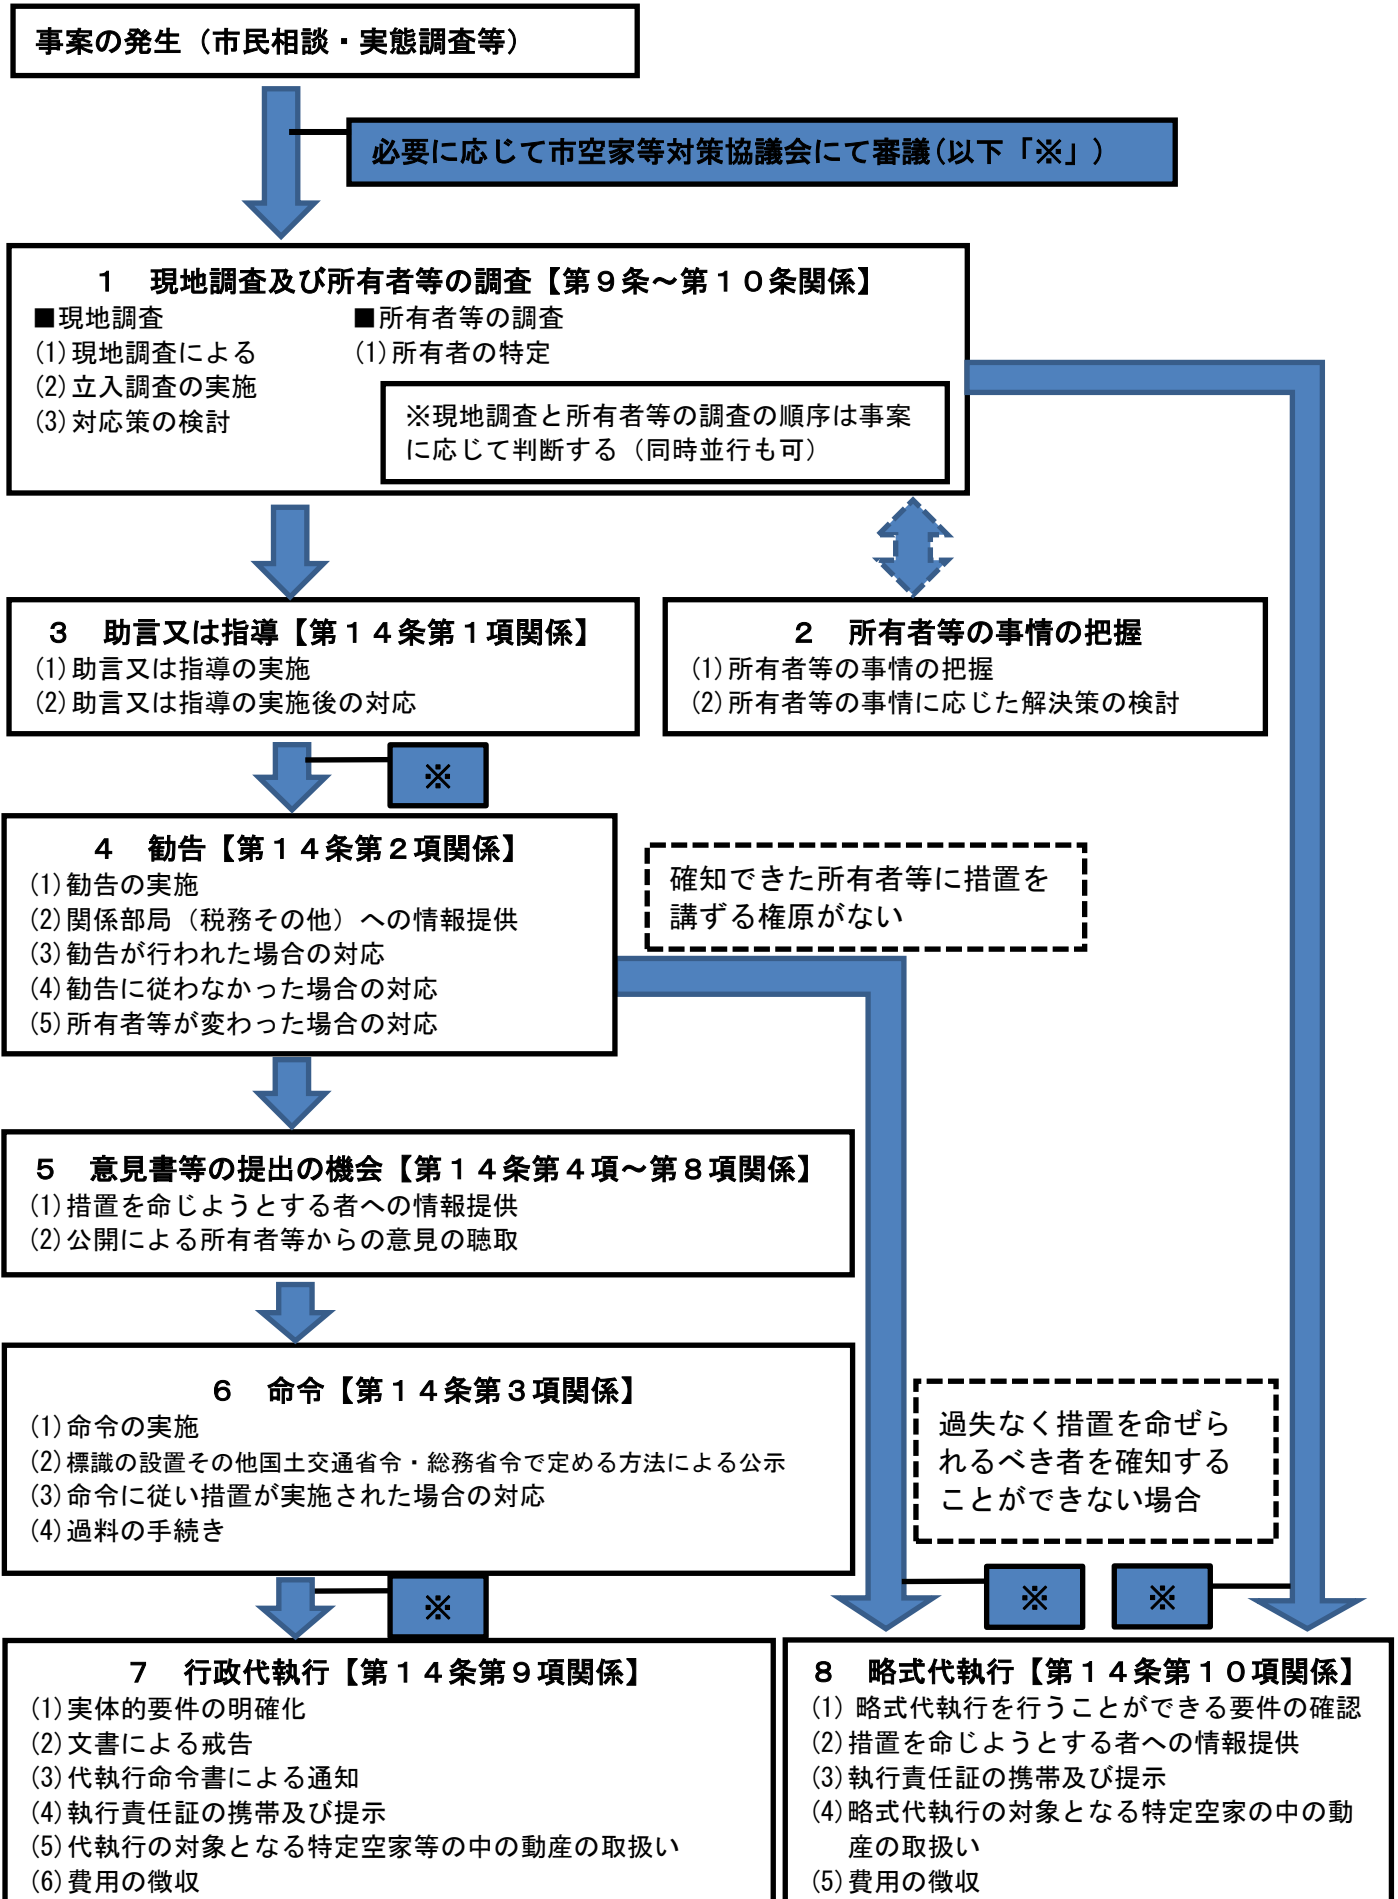 事案の発生（市民相談・実態調査等）
必要に応じて市空家等対策協議会にて審議(以下「※」)
１　現地調査及び所有者等の調査【第９条～第１０条関係】
■現地調査
(1)現地調査による
(2)立入調査の実施
(3)対応策の検討
■所有者等の調査
(1)所有者の特定
※現地調査と所有者等の調査の順序は事案
に応じて判断する（同時並行も可）
３　助言又は指導【第１４条第１項関係】
(1)助言又は指導の実施
(2)助言又は指導の実施後の対応
２　所有者等の事情の把握
(1)所有者等の事情の把握
(2)所有者等の事情に応じた解決策の検討
※
４　勧告【第１４条第２項関係】
(1)勧告の実施
(2)関係部局（税務その他）への情報提供
(3)勧告が行われた場合の対応
(4)勧告に従わなかった場合の対応
(5)所有者等が変わった場合の対応
確知できた所有者等に措置を
講ずる権原がない
５　意見書等の提出の機会【第１４条第４項～第８項関係】
(1)措置を命じようとする者への情報提供
(2)公開による所有者等からの意見の聴取
６　命令【第１４条第３項関係】
(1)命令の実施
(2)標識の設置その他国土交通省令・総務省令で定める方法による公示
(3)命令に従い措置が実施された場合の対応
(4)過料の手続き
過失なく措置を命ぜら
れるべき者を確知する
ことができない場合
※
※
※
７　行政代執行【第１４条第９項関係】
(1)実体的要件の明確化
(2)文書による戒告
(3)代執行命令書による通知
(4)執行責任証の携帯及び提示
(5)代執行の対象となる特定空家等の中の動産の取扱い
(6)費用の徴収
８　略式代執行【第１４条第１０項関係】
(1) 略式代執行を行うことができる要件の確認
(2)措置を命じようとする者への情報提供
(3)執行責任証の携帯及び提示
(4)略式代執行の対象となる特定空家の中の動
産の取扱い
(5)費用の徴収